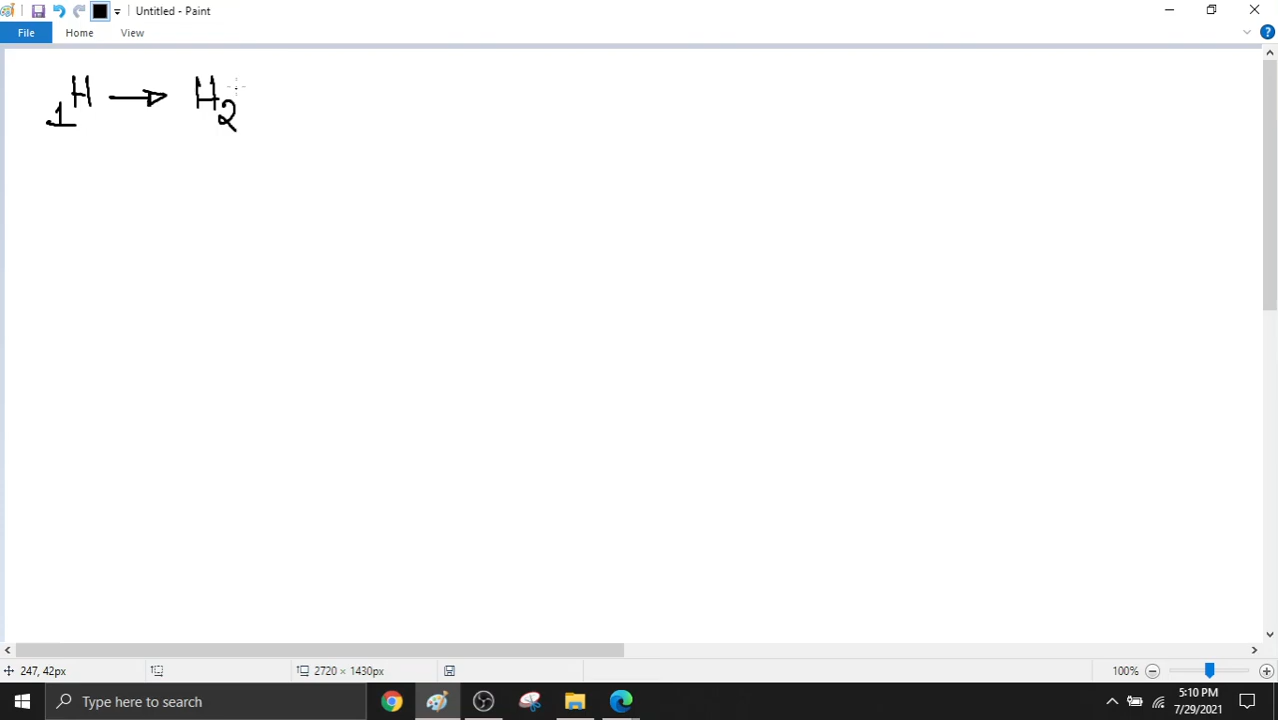 Untitled - Paint
File Home View
₁H → H₂
247, 42px 2720 × 1430px 100%
Type here to search
5:10 PM
7/29/2021